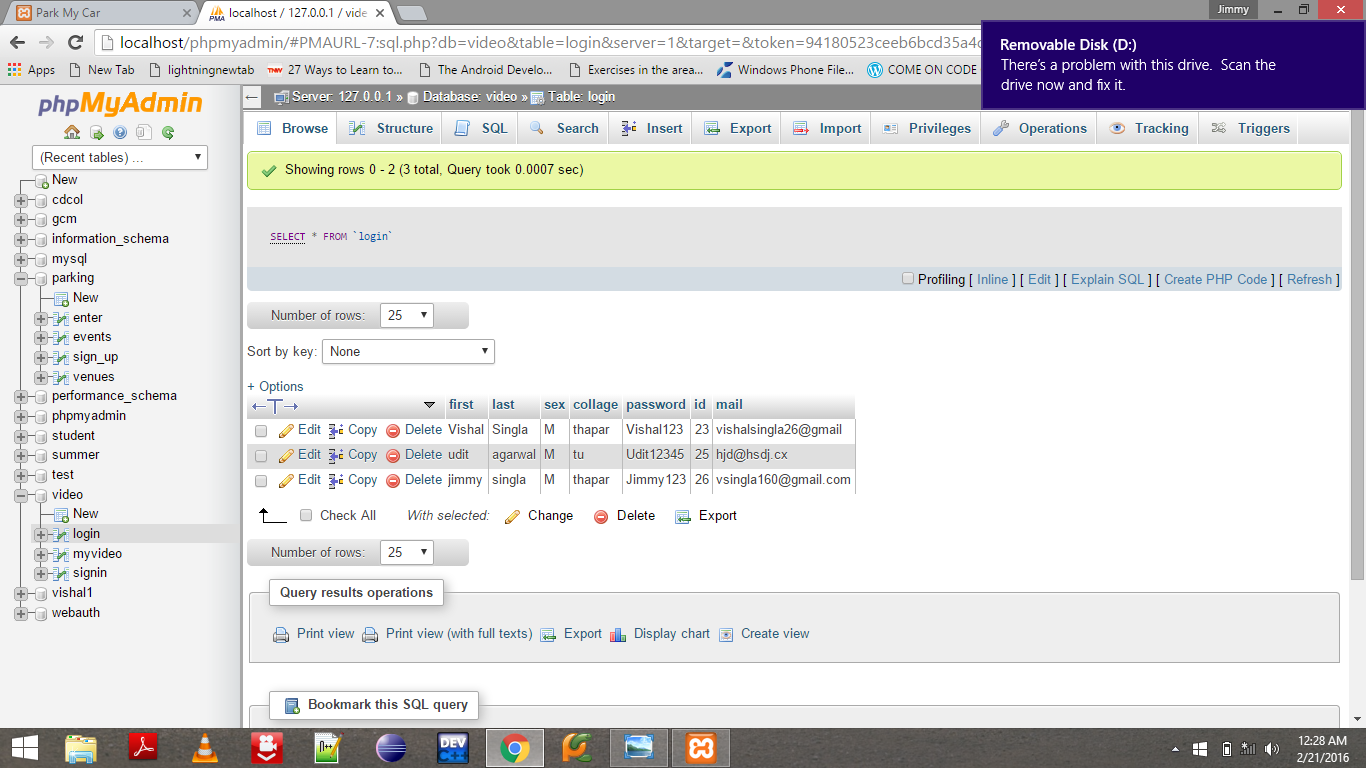 Park My Car
localhost / 127.0.0.1 / vide
Jimmy
localhost/phpmyadmin/#PMAURL-7:sql.php?db=video&table=login&server=1&target=&token=94180523ceeb6bcd35a4c
Apps New Tab lightningnewtab 27 Ways to Learn to... The Android Develo... Exercises in the area... Windows Phone File... COME ON CODE
Removable Disk (D:)
There's a problem with this drive. Scan the
drive now and fix it.
phpMyAdmin
(Recent tables) ...
New
cdcol
gcm
information_schema
mysql
parking
New
enter
events
sign_up
venues
performance_schema
phpmyadmin
student
summer
test
video
New
login
myvideo
signin
vishal1
webauth
Server: 127.0.0.1 » Database: video » Table: login
Browse Structure SQL Search Insert Export Import Privileges Operations Tracking Triggers
Showing rows 0 - 2 (3 total, Query took 0.0007 sec)
SELECT * FROM `login`
Profiling [ Inline ] [ Edit ] [ Explain SQL ] [ Create PHP Code ] [ Refresh ]
Number of rows: 25
Sort by key: None
+ Options
first last sex collage password id mail
Edit Copy Delete Vishal Singla M thapar Vishal123 23 vishalsingla26@gmail
Edit Copy Delete udit agarwal M tu Udit12345 25 hjd@hsdj.cx
Edit Copy Delete jimmy singla M thapar Jimmy123 26 vsingla160@gmail.com
Check All With selected: Change Delete Export
Number of rows: 25
Query results operations
Print view Print view (with full texts) Export Display chart Create view
Bookmark this SQL query
DEV
C++
12:28 AM
2/21/2016